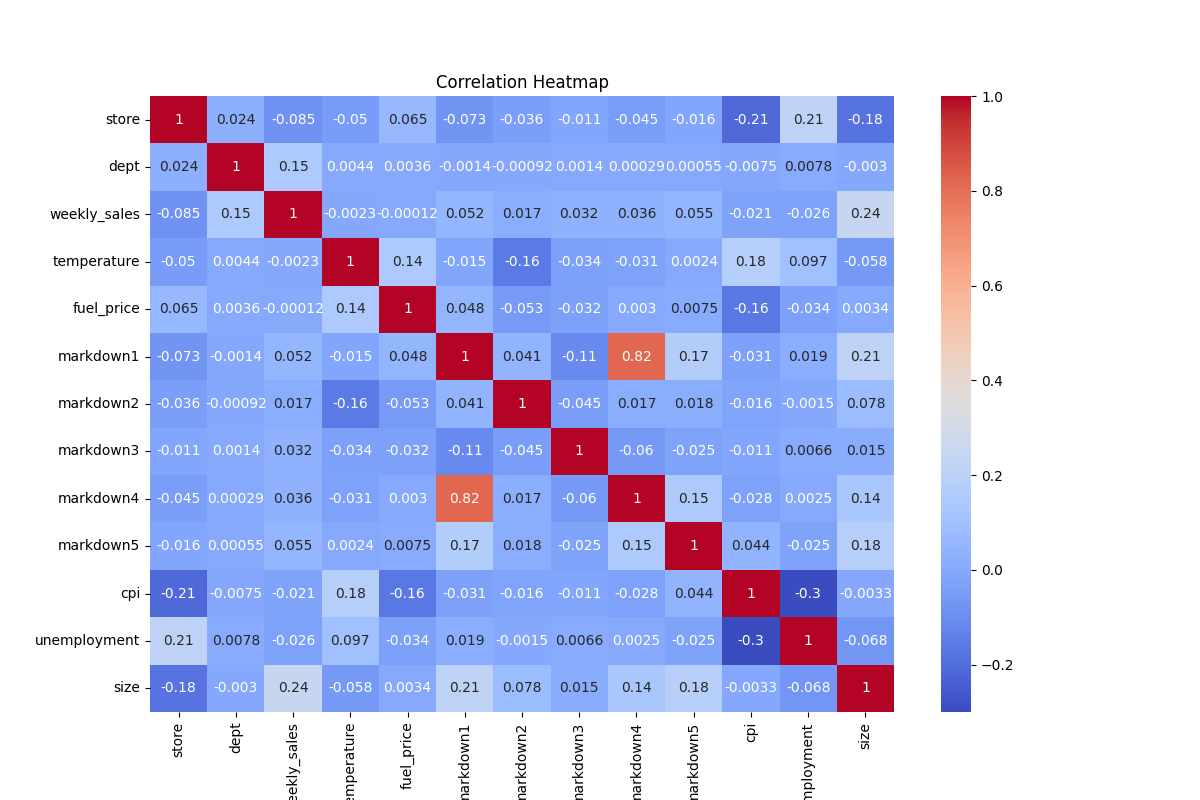 Correlation Heatmap
store 1 0.024 -0.085 -0.05 0.065 -0.073 -0.036 -0.011 -0.045 -0.016 -0.21 0.21 -0.18
dept 0.024 1 0.15 0.0044 0.0036 -0.0014 -0.00092 0.0014 0.00029 0.00055 -0.0075 0.0078 -0.003
weekly_sales -0.085 0.15 1 -0.0023 -0.00012 0.052 0.017 0.032 0.036 0.055 -0.021 -0.026 0.24
temperature -0.05 0.0044 -0.0023 1 0.14 -0.015 -0.16 -0.034 -0.031 0.0024 0.18 0.097 -0.058
fuel_price 0.065 0.0036 -0.00012 0.14 1 0.048 -0.053 -0.032 0.003 0.0075 -0.16 -0.034 0.0034
markdown1 -0.073 -0.0014 0.052 -0.015 0.048 1 0.041 -0.11 0.82 0.17 -0.031 0.019 0.21
markdown2 -0.036 -0.00092 0.017 -0.16 -0.053 0.041 1 -0.045 0.017 0.018 -0.016 -0.0015 0.078
markdown3 -0.011 0.0014 0.032 -0.034 -0.032 -0.11 -0.045 1 -0.06 -0.025 -0.011 0.0066 0.015
markdown4 -0.045 0.00029 0.036 -0.031 0.003 0.82 0.017 -0.06 1 0.15 -0.028 0.0025 0.14
markdown5 -0.016 0.00055 0.055 0.0024 0.0075 0.17 0.018 -0.025 0.15 1 0.044 -0.025 0.18
cpi -0.21 -0.0075 -0.021 0.18 -0.16 -0.031 -0.016 -0.011 -0.028 0.044 1 -0.3 -0.0033
unemployment 0.21 0.0078 -0.026 0.097 -0.034 0.019 -0.0015 0.0066 0.0025 -0.025 -0.3 1 -0.068
size -0.18 -0.003 0.24 -0.058 0.0034 0.21 0.078 0.015 0.14 0.18 -0.0033 -0.068 1
store dept eekly_sales emperature fuel_price markdown1 markdown2 markdown3 markdown4 markdown5 cpi mployment size
1.0
0.8
0.6
0.4
0.2
0.0
−0.2